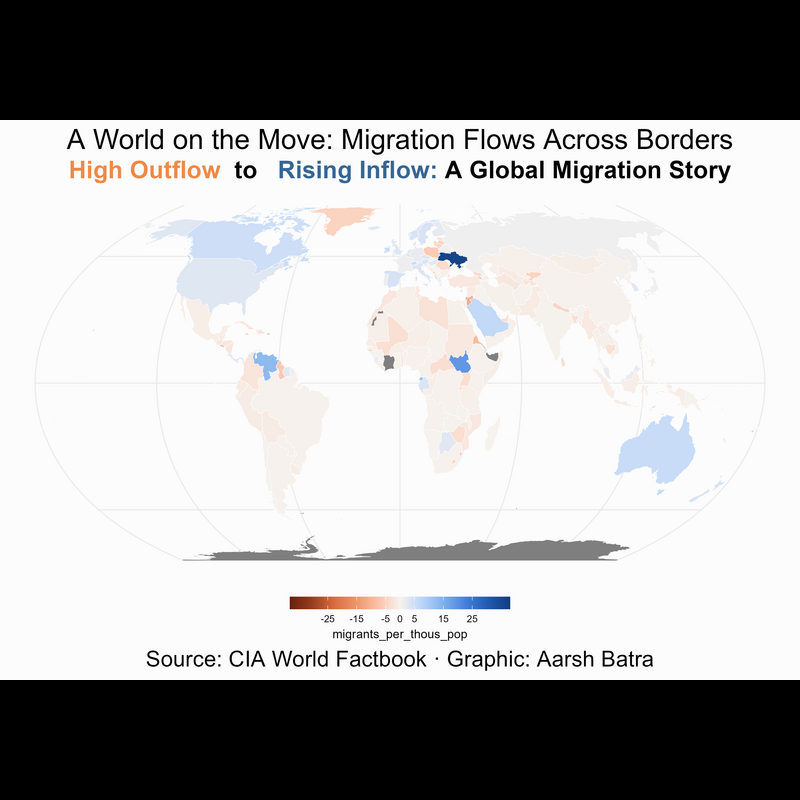 A World on the Move: Migration Flows Across Borders
High Outflow to Rising Inflow: A Global Migration Story
-25 -15 -5 0 5 15 25
migrants_per_thous_pop
Source: CIA World Factbook · Graphic: Aarsh Batra